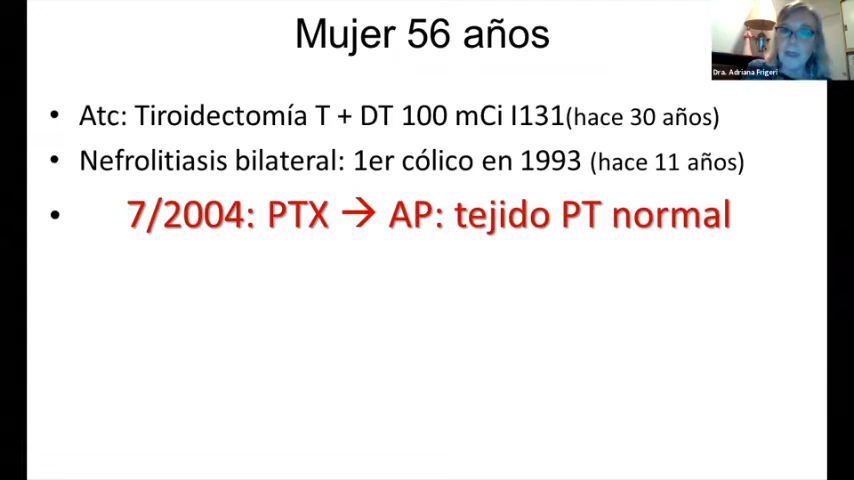 Mujer 56 años
Dra. Adriana Frigeri
• Atc: Tiroidectomía T + DT 100 mCi I131(hace 30 años)
• Nefrolitiasis bilateral: 1er cólico en 1993 (hace 11 años)
• 7/2004: PTX → AP: tejido PT normal